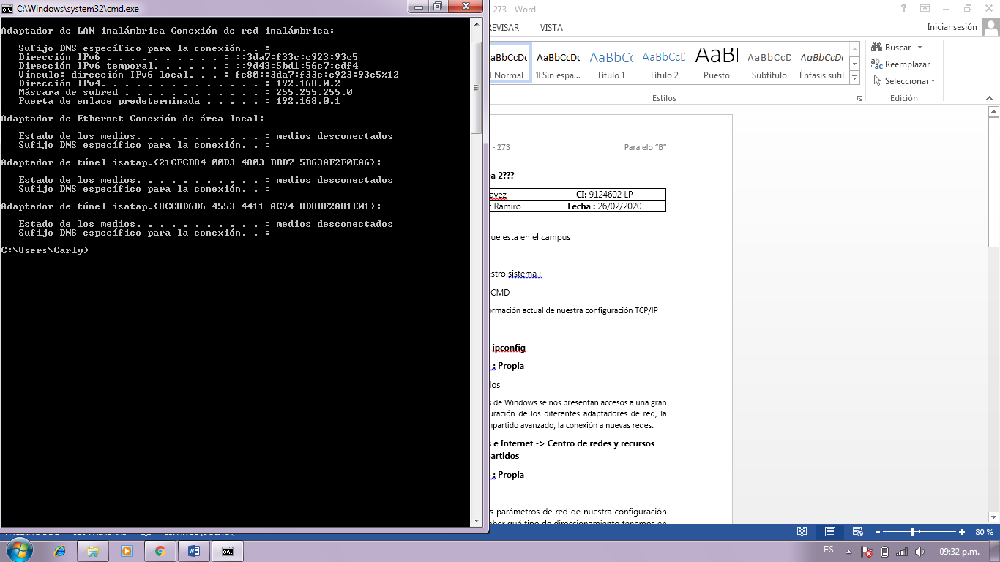 C:\Windows\system32\cmd.exe
Adaptador de LAN inalámbrica Conexión de red inalámbrica:
Sufijo DNS específico para la conexión. . :
Dirección IPv6 . . . . . . . . . . : ::3da7:f33c:c923:93c5
Dirección IPv6 temporal. . . . . . : ::9d43:5bd1:56c7:cdf4
Vínculo: dirección IPv6 local. . . : fe80::3da7:f33c:c923:93c5%12
Dirección IPv4. . . . . . . . . . . . . . : 192.168.0.2
Máscara de subred . . . . . . . . . . . . : 255.255.255.0
Puerta de enlace predeterminada . . . . . : 192.168.0.1
Adaptador de Ethernet Conexión de área local:
Estado de los medios. . . . . . . . . . . : medios desconectados
Sufijo DNS específico para la conexión. . :
Adaptador de túnel isatap.{21CECB84-00D3-4803-BBD7-5B63AF2F0EA6}:
Estado de los medios. . . . . . . . . . . : medios desconectados
Sufijo DNS específico para la conexión. . :
Adaptador de túnel isatap.{8CC8D6D6-4553-4411-AC94-8D8BF2A81E01}:
Estado de los medios. . . . . . . . . . . : medios desconectados
Sufijo DNS específico para la conexión. . :
C:\Users\Carly>
-273 - Word
REVISAR VISTA
Iniciar sesión
AaBbCcDc AaBbCcDc AaBbCc AaBbCcD AaBl AaBbCcD AaBbCcDc
¶ Normal ¶ Sin espa... Título 1 Título 2 Puesto Subtítulo Énfasis sutil
Estilos
Buscar
Reemplazar
Seleccionar
Edición
- 273 Paralelo “B”
2???
CI: 9124602 LP
Ramiro Fecha : 26/02/2020
que esta en el campus
sistema :
CMD
actual de nuestra configuración TCP/IP
ipconfig
: Propia
de Windows se nos presentan accesos a una gran
de los diferentes adaptadores de red, la
avanzado, la conexión a nuevas redes.
e Internet -> Centro de redes y recursos
: Propia
parámetros de red de nuestra configuración
qué tipo de direccionamiento tenemos en
80 %
ES
09:32 p.m.